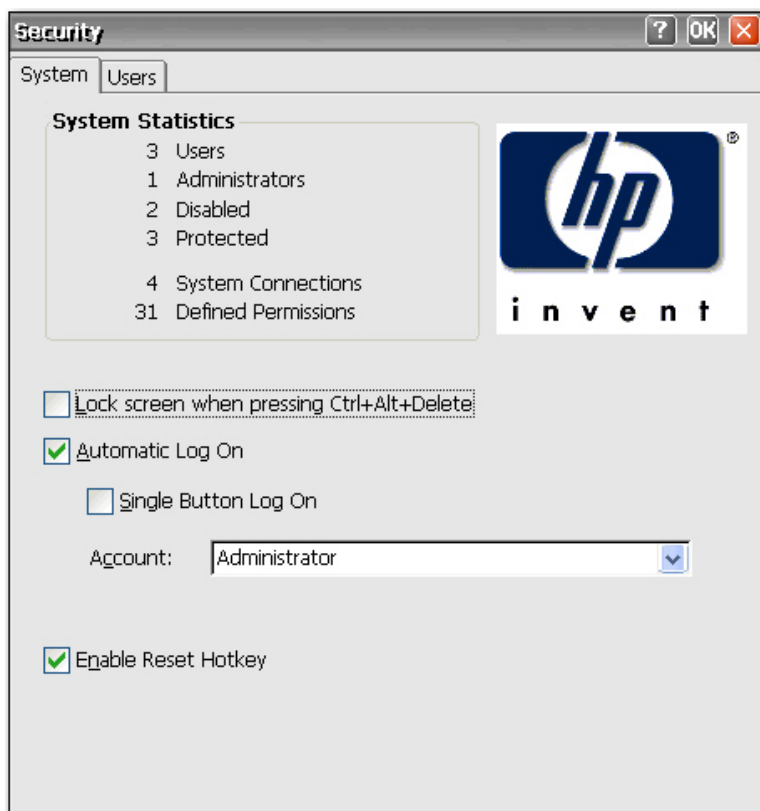 Security
? OK
System Users
System Statistics
3 Users
1 Administrators
2 Disabled
3 Protected
4 System Connections
31 Defined Permissions
hp ®
invent
Lock screen when pressing Ctrl+Alt+Delete
Automatic Log On
Single Button Log On
Account: Administrator
Enable Reset Hotkey